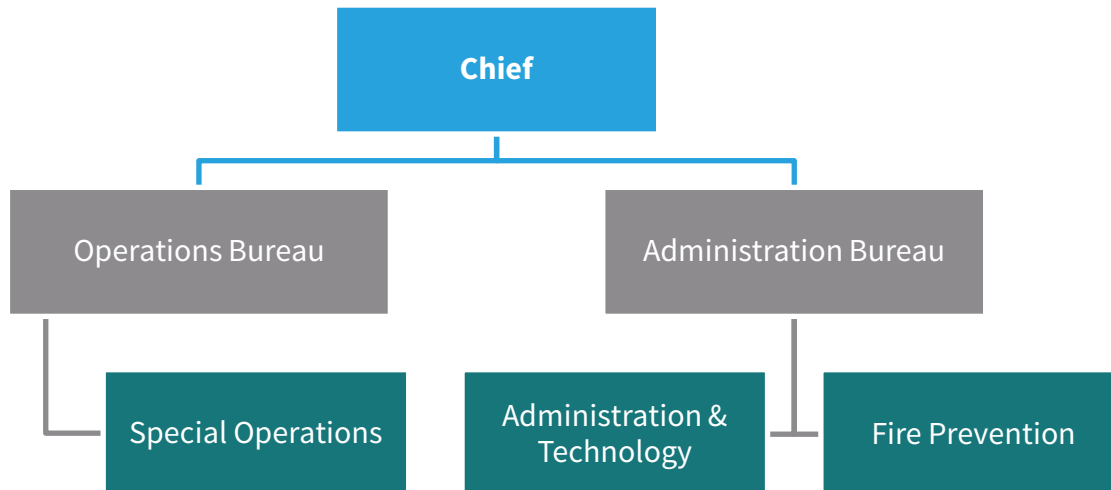 Chief
Operations Bureau
Administration Bureau
Special Operations
Administration &
Technology
Fire Prevention